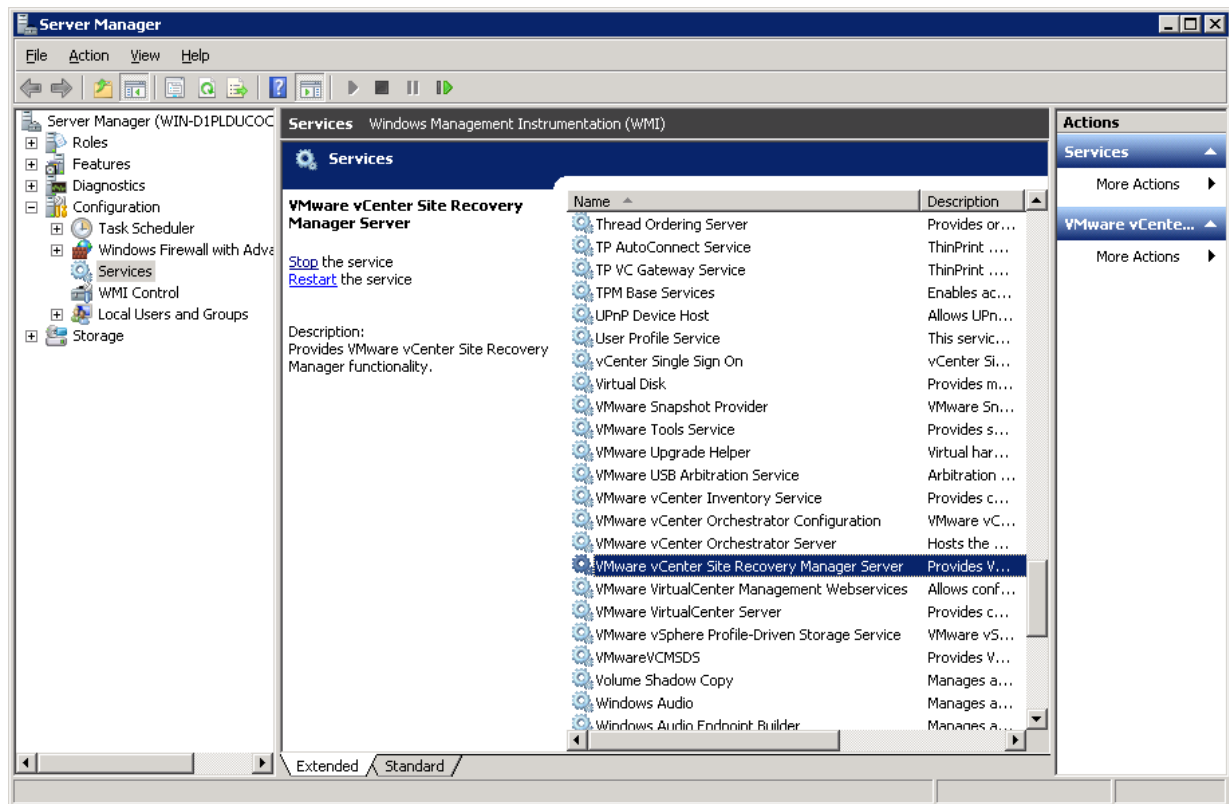 Server Manager
File Action View Help
Server Manager (WIN-D1PLDUCOC
Roles
Features
Diagnostics
Configuration
Task Scheduler
Windows Firewall with Adva
Services
WMI Control
Local Users and Groups
Storage
Services Windows Management Instrumentation (WMI)
Services
VMware vCenter Site Recovery
Manager Server
Stop the service
Restart the service
Description:
Provides VMware vCenter Site Recovery
Manager functionality.
Name Description
Thread Ordering Server Provides or...
TP AutoConnect Service ThinPrint ....
TP VC Gateway Service ThinPrint ....
TPM Base Services Enables ac...
UPnP Device Host Allows UPn...
User Profile Service This servic...
vCenter Single Sign On vCenter Si...
Virtual Disk Provides m...
VMware Snapshot Provider VMware Sn...
VMware Tools Service Provides s...
VMware Upgrade Helper Virtual har...
VMware USB Arbitration Service Arbitration ...
VMware vCenter Inventory Service Provides c...
VMware vCenter Orchestrator Configuration VMware vC...
VMware vCenter Orchestrator Server Hosts the ...
VMware vCenter Site Recovery Manager Server Provides V...
VMware VirtualCenter Management Webservices Allows conf...
VMware VirtualCenter Server Provides c...
VMware vSphere Profile-Driven Storage Service VMware vS...
VMwareVCMSDS Provides V...
Volume Shadow Copy Manages a...
Windows Audio Manages a...
Windows Audio Endpoint Builder Manages a...
Extended Standard
Actions
Services
More Actions
VMware vCente...
More Actions